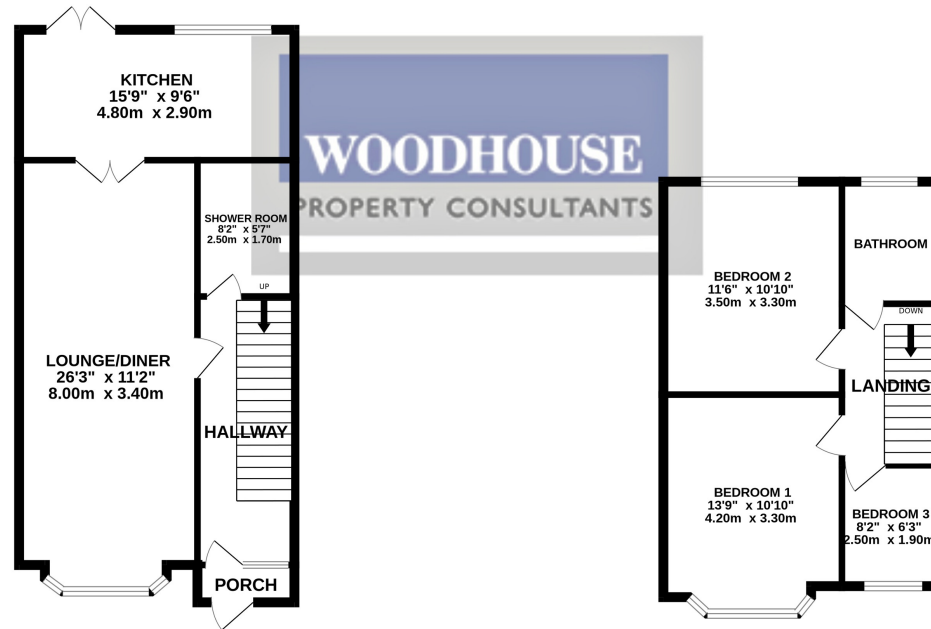 KITCHEN
15'9" x 9'6"
4.80m x 2.90m
WOODHOUSE
PROPERTY CONSULTANTS
SHOWER ROOM
8'2" x 5'7"
2.50m x 1.70m
UP
LOUNGE/DINER
26'3" x 11'2"
8.00m x 3.40m
HALLWAY
PORCH
BEDROOM 2
11'6" x 10'10"
3.50m x 3.30m
BATHROOM
DOWN
LANDING
BEDROOM 1
13'9" x 10'10"
4.20m x 3.30m
BEDROOM 3
8'2" x 6'3"
2.50m x 1.90m